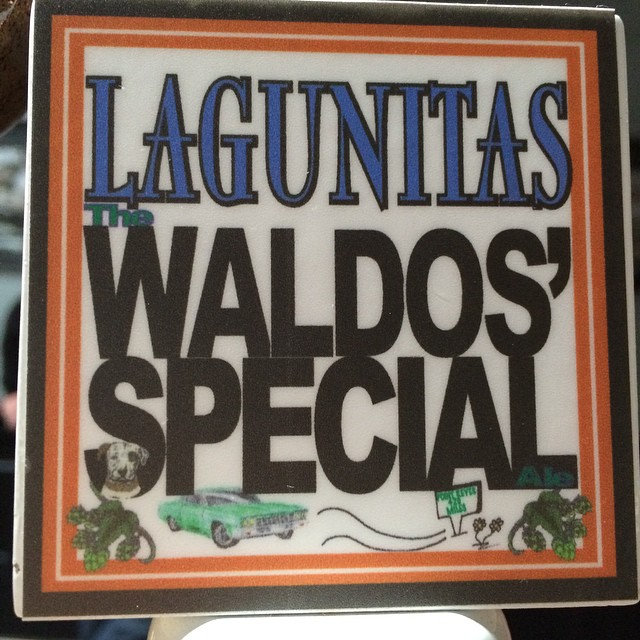 LAGUNITAS
The
WALDOS'
SPECIAL
Ale